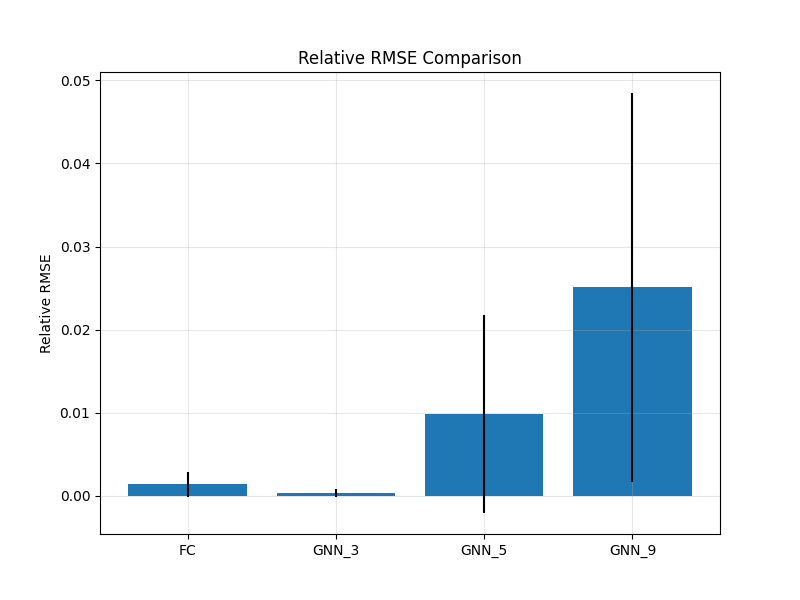 Relative RMSE Comparison
Relative RMSE
0.05
0.04
0.03
0.02
0.01
0.00
FC GNN_3 GNN_5 GNN_9